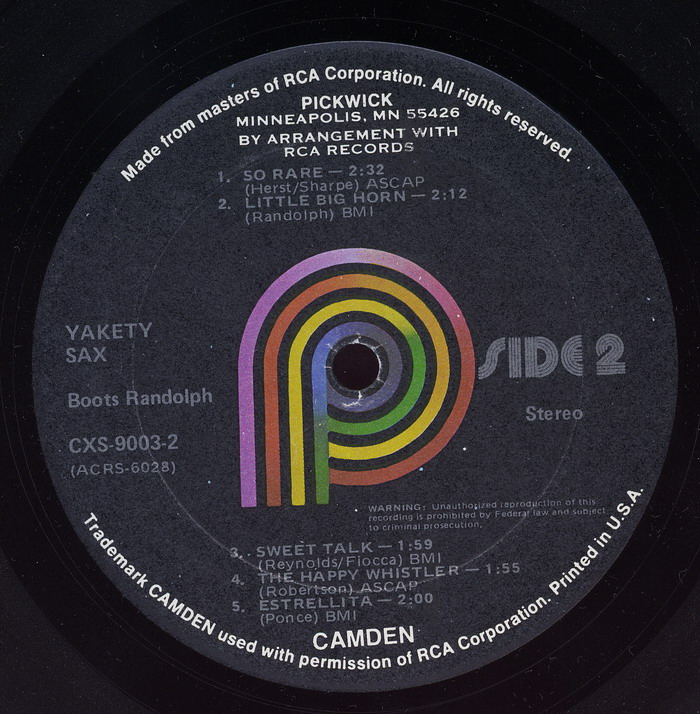 Made from masters of RCA Corporation. All rights reserved.
PICKWICK
MINNEAPOLIS, MN 55426
BY ARRANGEMENT WITH
RCA RECORDS
1. SO RARE — 2:32
(Herst/Sharpe) ASCAP
2. LITTLE BIG HORN — 2:12
(Randolph) BMI
YAKETY
SAX
Boots Randolph
CXS-9003-2
(ACRS-6028)
SIDE 2
Stereo
WARNING: Unauthorized reproduction of this
recording is prohibited by Federal law and subject
to criminal prosecution.
3. SWEET TALK — 1:59
(Reynolds/Fiocca) BMI
4. THE HAPPY WHISTLER — 1:55
(Robertson) ASCAP
5. ESTRELLITA — 2:00
(Ponce) BMI
CAMDEN
Trademark CAMDEN used with permission of RCA Corporation. Printed in U.S.A.